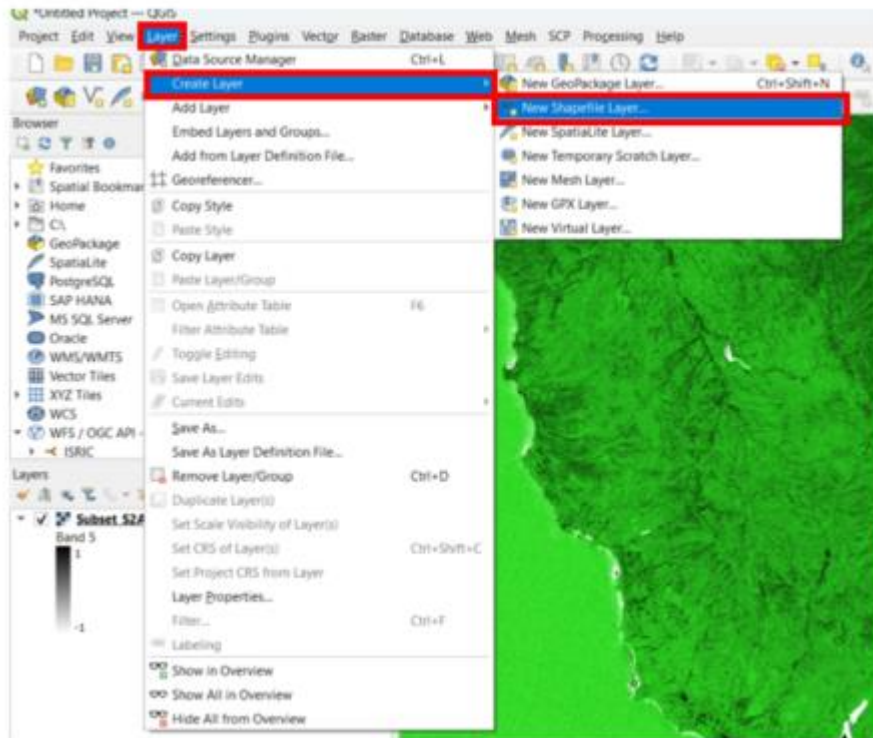 *Untitled Project — QGIS
Project Edit View Layer Settings Plugins Vector Raster Database Web Mesh SCP Processing Help
Data Source Manager Ctrl+L
Create Layer
Add Layer
Embed Layers and Groups...
Add from Layer Definition File...
Georeferencer...
Copy Style
Paste Style
Copy Layer
Paste Layer/Group
Open Attribute Table F6
Filter Attribute Table
Toggle Editing
Save Layer Edits
Current Edits
Save As...
Save As Layer Definition File...
Remove Layer/Group Ctrl+D
Duplicate Layer(s)
Set Scale Visibility of Layer(s)
Set CRS of Layer(s) Ctrl+Shift+C
Set Project CRS from Layer
Layer Properties...
Filter... Ctrl+F
Labeling
Show in Overview
Show All in Overview
Hide All from Overview
New GeoPackage Layer... Ctrl+Shift+N
New Shapefile Layer...
New SpatiaLite Layer...
New Temporary Scratch Layer...
New Mesh Layer...
New GPX Layer...
New Virtual Layer...
Browser
Favorites
Spatial Bookmar
Home
C:\
GeoPackage
SpatiaLite
PostgreSQL
SAP HANA
MS SQL Server
Oracle
WMS/WMTS
Vector Tiles
XYZ Tiles
WCS
WFS / OGC API -
ISRIC
Layers
Subset S2A
Band 5
1
-1